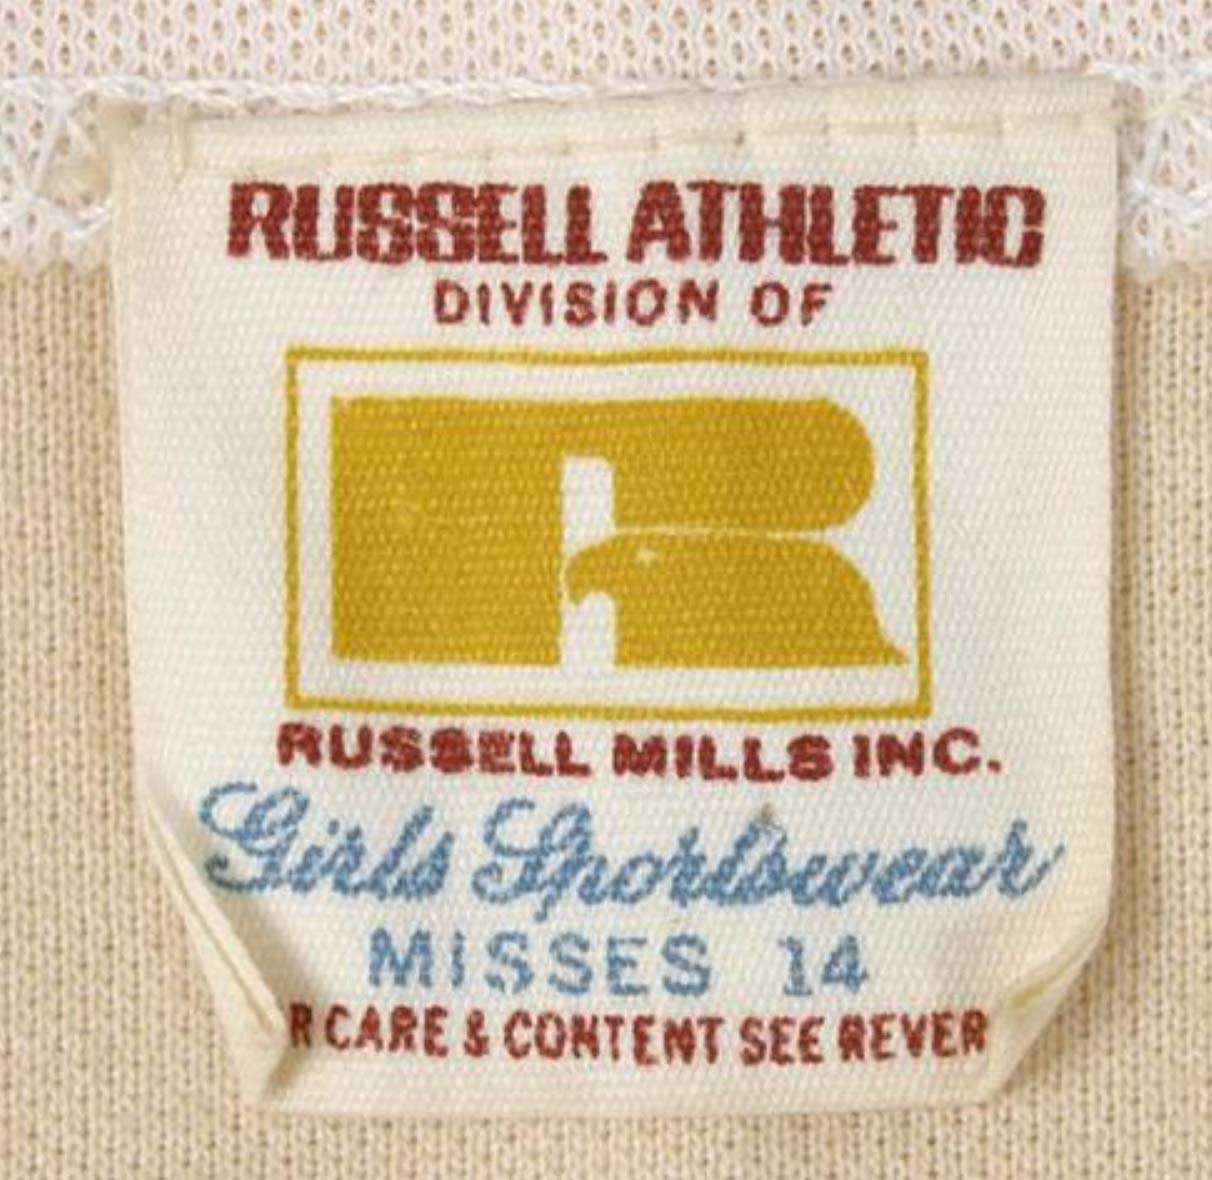 RUSSELL ATHLETIC
DIVISION OF
R
RUSSELL MILLS INC.
Girls Sportswear
MISSES 14
R CARE & CONTENT SEE REVER